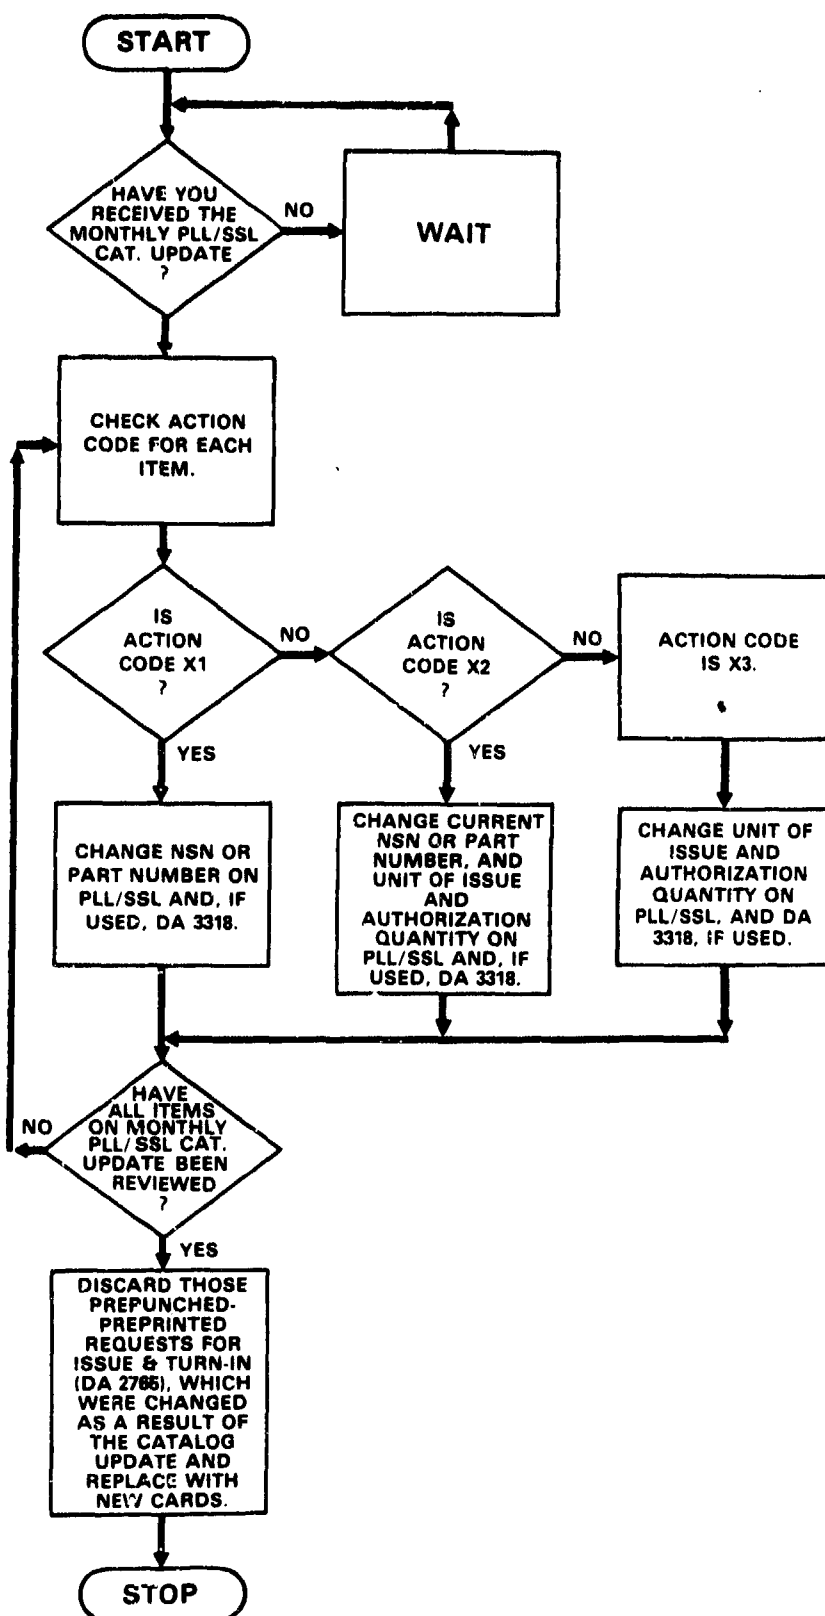 START
HAVE YOU
RECEIVED THE
MONTHLY PLL/SSL
CAT. UPDATE
?
NO
WAIT
CHECK ACTION
CODE FOR EACH
ITEM.
IS
ACTION
CODE X1
?
NO
IS
ACTION
CODE X2
?
NO
ACTION CODE
IS X3.
YES
YES
CHANGE NSN OR
PART NUMBER ON
PLL/SSL AND, IF
USED, DA 3318.
CHANGE CURRENT
NSN OR PART
NUMBER, AND
UNIT OF ISSUE
AND
AUTHORIZATION
QUANTITY ON
PLL/SSL AND, IF
USED, DA 3318.
CHANGE UNIT OF
ISSUE AND
AUTHORIZATION
QUANTITY ON
PLL/SSL, AND DA
3318, IF USED.
HAVE
ALL ITEMS
ON MONTHLY
PLL/SSL CAT.
UPDATE BEEN
REVIEWED
?
NO
YES
DISCARD THOSE
PREPUNCHED-
PREPRINTED
REQUESTS FOR
ISSUE & TURN-IN
(DA 2765), WHICH
WERE CHANGED
AS A RESULT OF
THE CATALOG
UPDATE AND
REPLACE WITH
NEW CARDS.
STOP